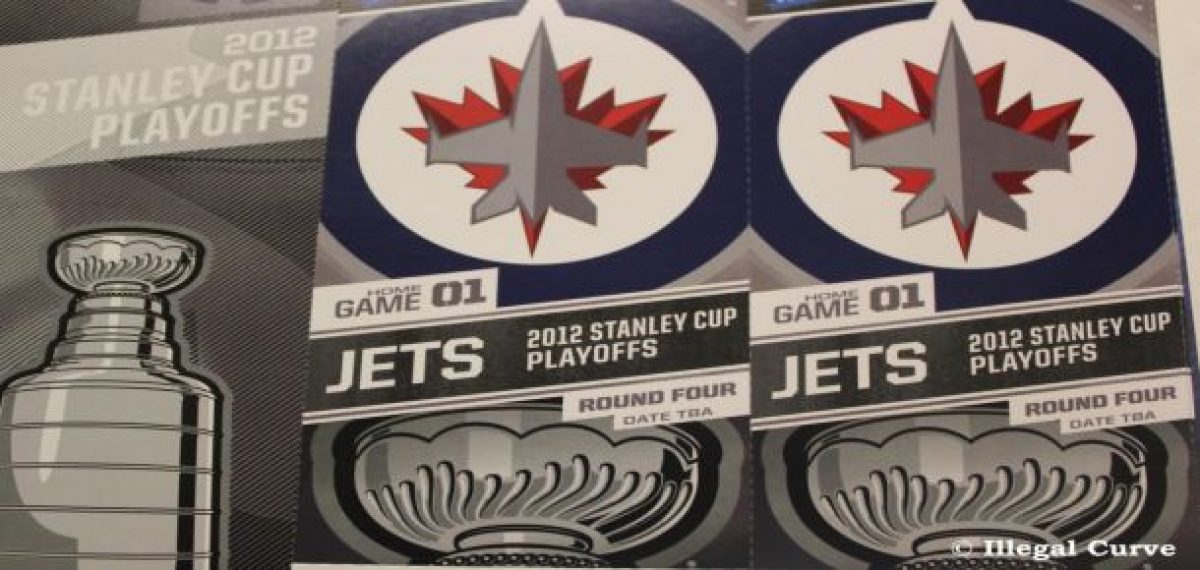 2012
STANLEY CUP
PLAYOFFS
HOME
GAME 01
JETS
2012 STANLEY CUP
PLAYOFFS
ROUND FOUR
DATE TBA
HOME
GAME 01
JETS
2012 STANLEY CUP
PLAYOFFS
ROUND FOUR
DATE TBA
© Illegal Curve